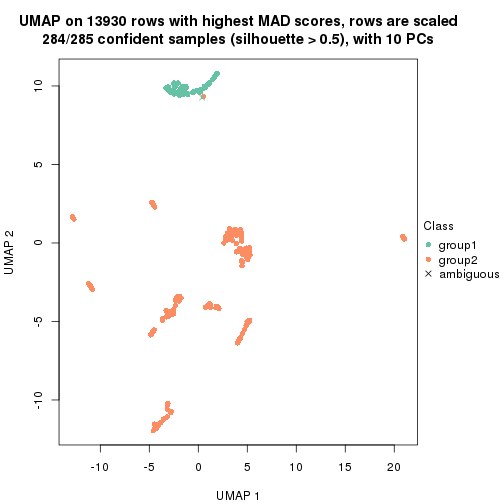 UMAP on 13930 rows with highest MAD scores, rows are scaled
284/285 confident samples (silhouette > 0.5), with 10 PCs
10
5
0
-5
-10
UMAP 2
-10
-5
0
5
10
15
20
UMAP 1
Class
group1
group2
ambiguous